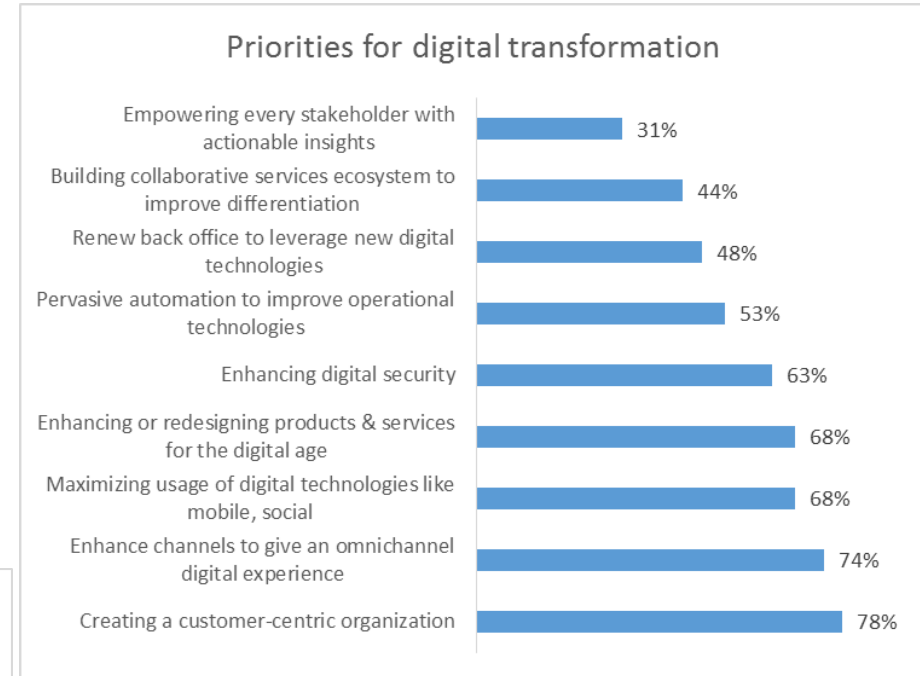 Priorities for digital transformation
Empowering every stakeholder with
actionable insights
31%
Building collaborative services ecosystem to
improve differentiation
44%
Renew back office to leverage new digital
technologies
48%
Pervasive automation to improve operational
technologies
53%
Enhancing digital security
63%
Enhancing or redesigning products & services
for the digital age
68%
Maximizing usage of digital technologies like
mobile, social
68%
Enhance channels to give an omnichannel
digital experience
74%
Creating a customer-centric organization
78%